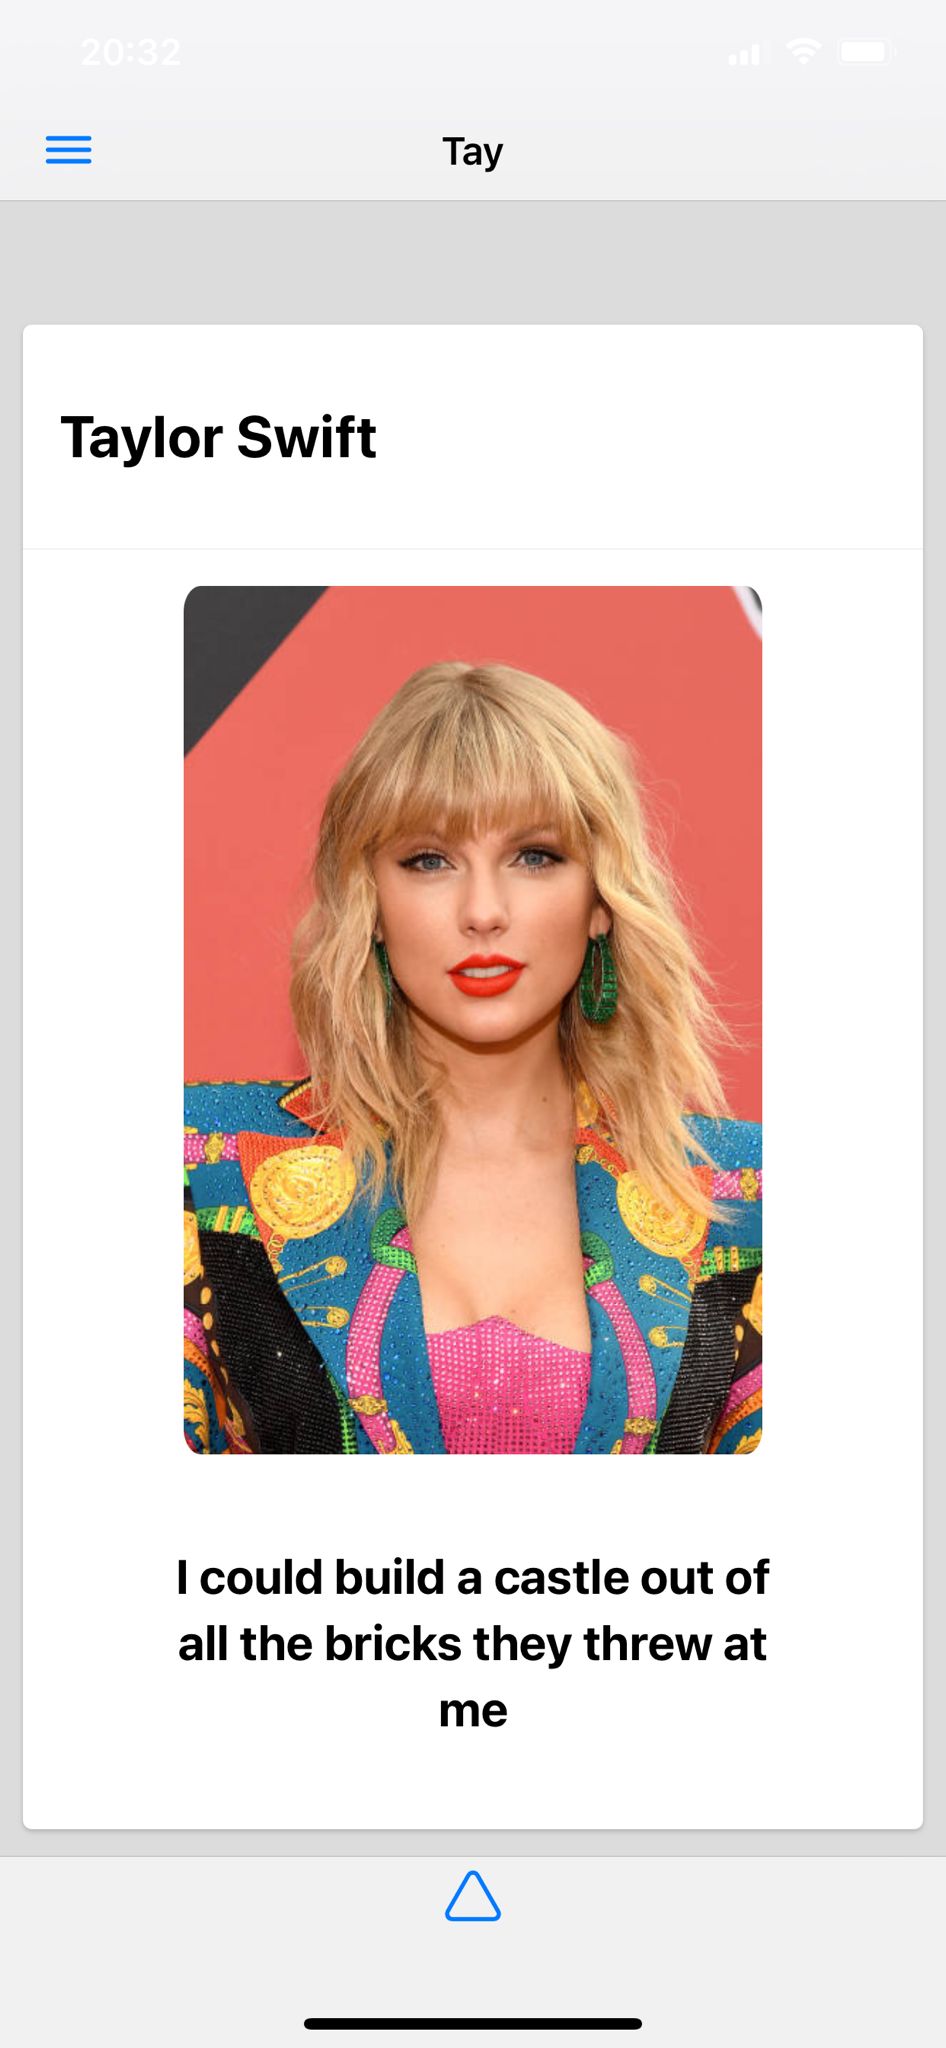 20:32
Tay
Taylor Swift
I could build a castle out of
all the bricks they threw at
me